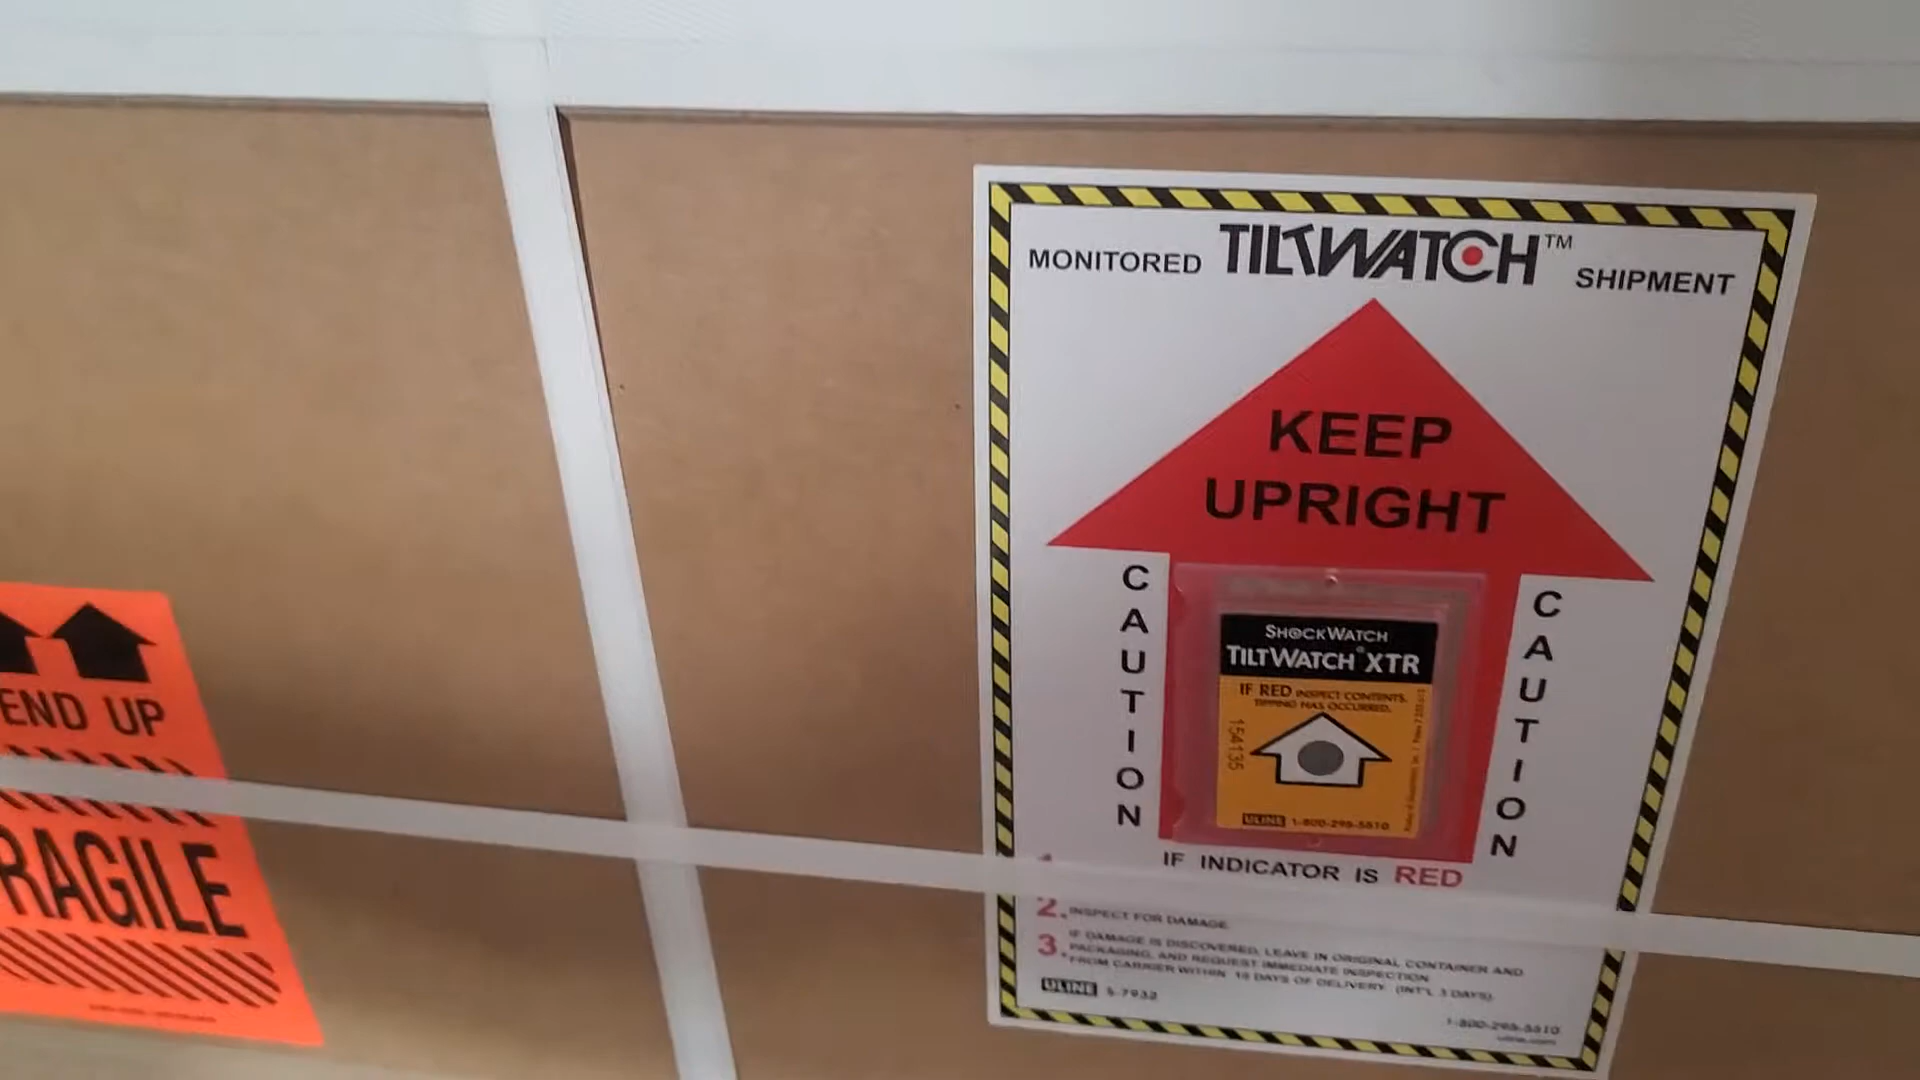 MONITORED TILTWATCH™ SHIPMENT
KEEP
UPRIGHT
CAUTION
CAUTION
SHOCKWATCH
TILTWATCH® XTR
IF RED INSPECT CONTENTS.
TIPPING HAS OCCURRED.
154135
ULINE 1-800-295-5510
IF INDICATOR IS RED
2. INSPECT FOR DAMAGE
3. IF DAMAGE IS DISCOVERED, LEAVE IN ORIGINAL CONTAINER AND
PACKAGING, AND REQUEST IMMEDIATE INSPECTION
FROM CARRIER WITHIN 15 DAYS OF DELIVERY. (INT'L 3 DAYS).
ULINE S-7932
1-800-295-5510
uline.com
END UP
RAGILE